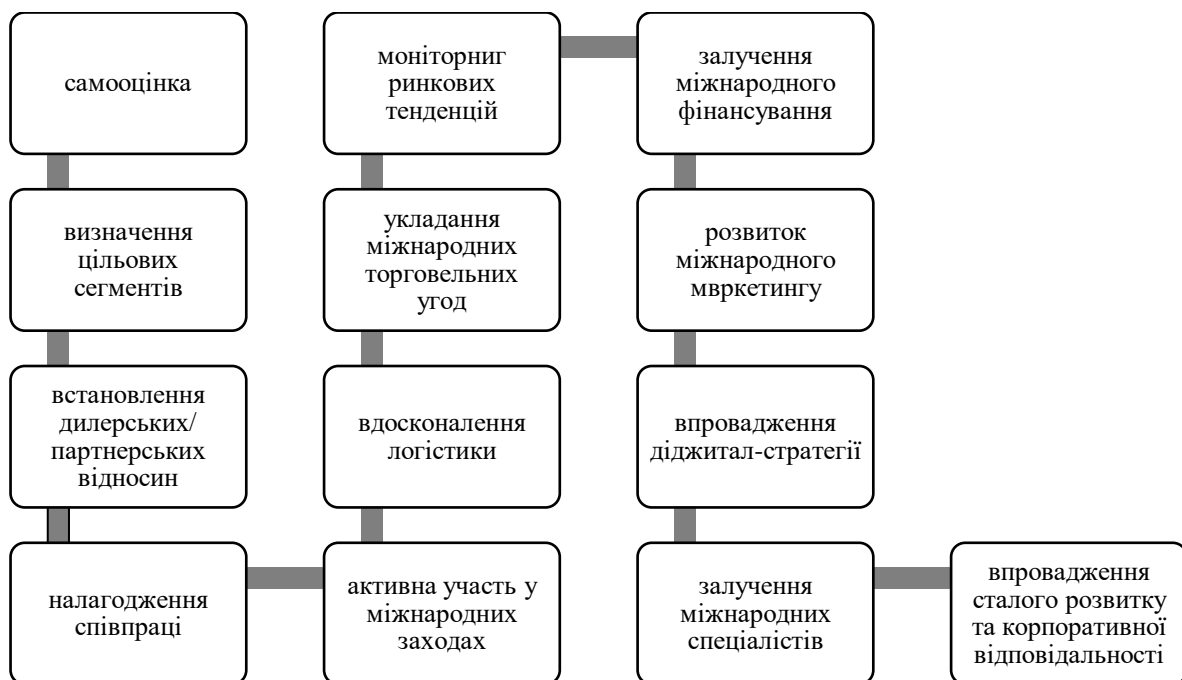 самооцінка
визначення
цільових
сегментів
встановлення
дилерських/
партнерських
відносин
налагодження
співпраці
активна участь у
міжнародних
заходах
вдосконалення
логістики
укладання
міжнародних
торговельних
угод
моніторниг
ринкових
тенденцій
залучення
міжнародного
фінансування
розвиток
міжнародного
мвркетингу
впровадження
діджитал-стратегії
залучення
міжнародних
спеціалістів
впровадження
сталого розвитку
та корпоративної
відповідальності